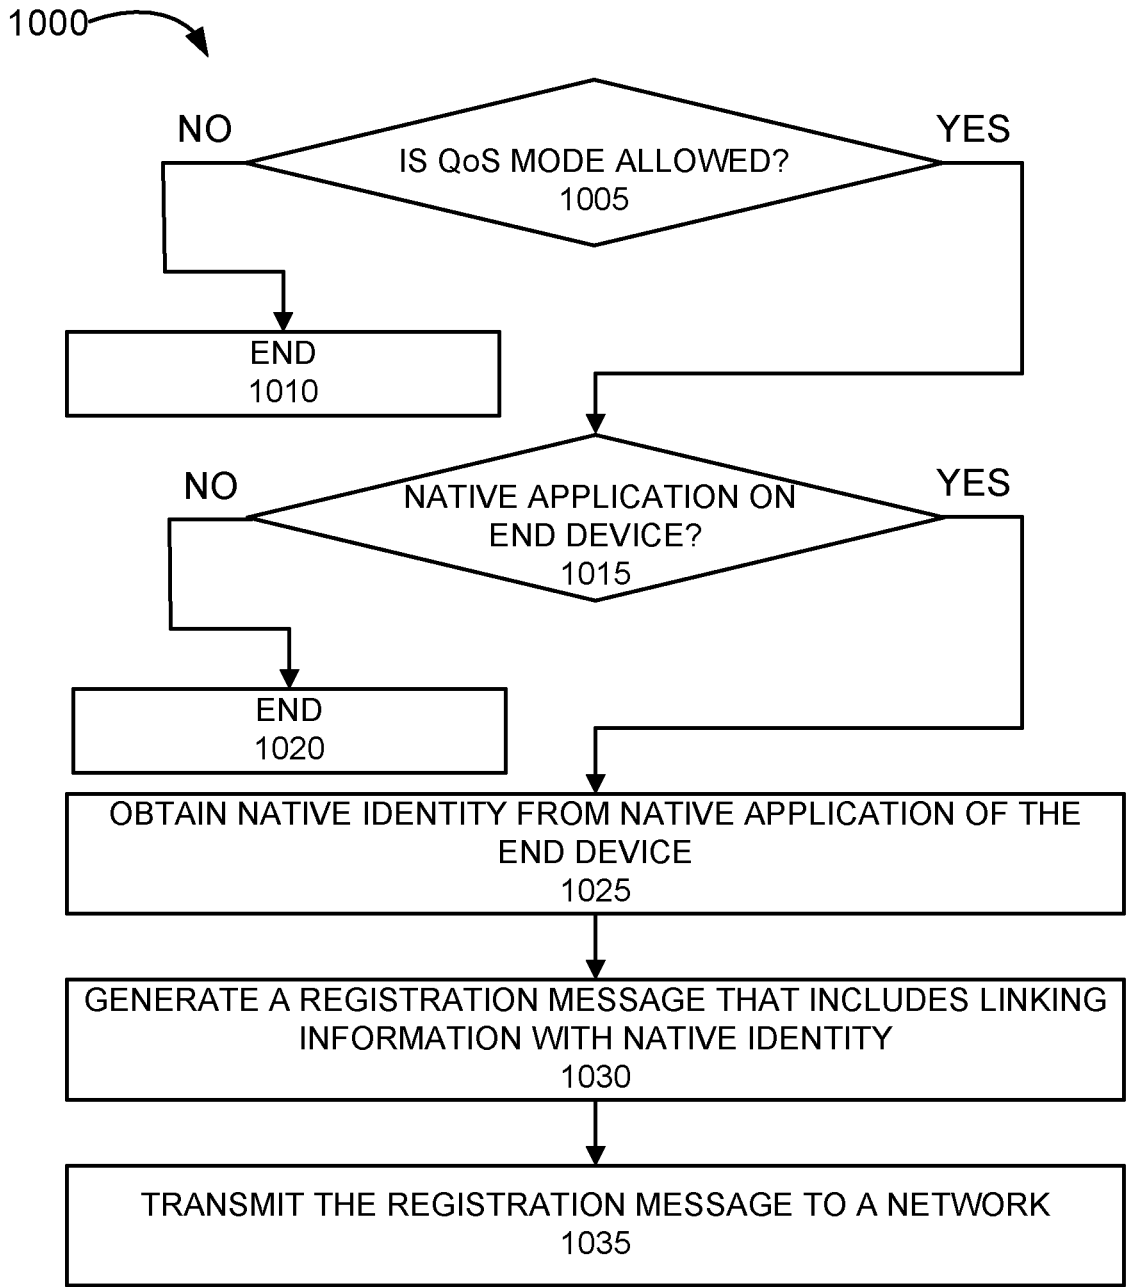 1000
NO
YES
IS QoS MODE ALLOWED?
1005
END
1010
NO
YES
NATIVE APPLICATION ON
END DEVICE?
1015
END
1020
OBTAIN NATIVE IDENTITY FROM NATIVE APPLICATION OF THE
END DEVICE
1025
GENERATE A REGISTRATION MESSAGE THAT INCLUDES LINKING
INFORMATION WITH NATIVE IDENTITY
1030
TRANSMIT THE REGISTRATION MESSAGE TO A NETWORK
1035